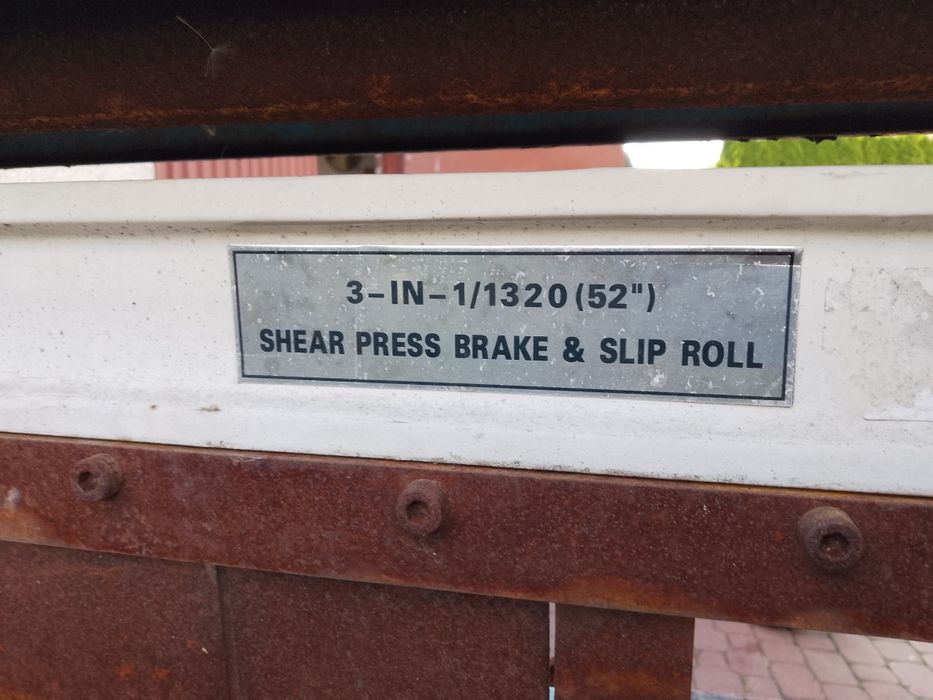 3-IN-1/1320(52")
SHEAR PRESS BRAKE & SLIP ROLL